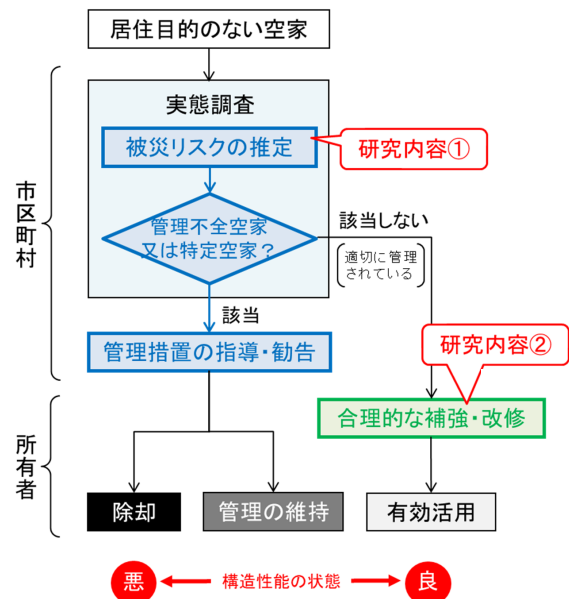 居住目的のない空家
市区町村
実態調査
被災リスクの推定
研究内容①
管理不全空家
又は特定空家？
該当しない
適切に管理
されている
該当
管理措置の指導・勧告
研究内容②
所有者
合理的な補強・改修
除却
管理の維持
有効活用
悪
構造性能の状態
良